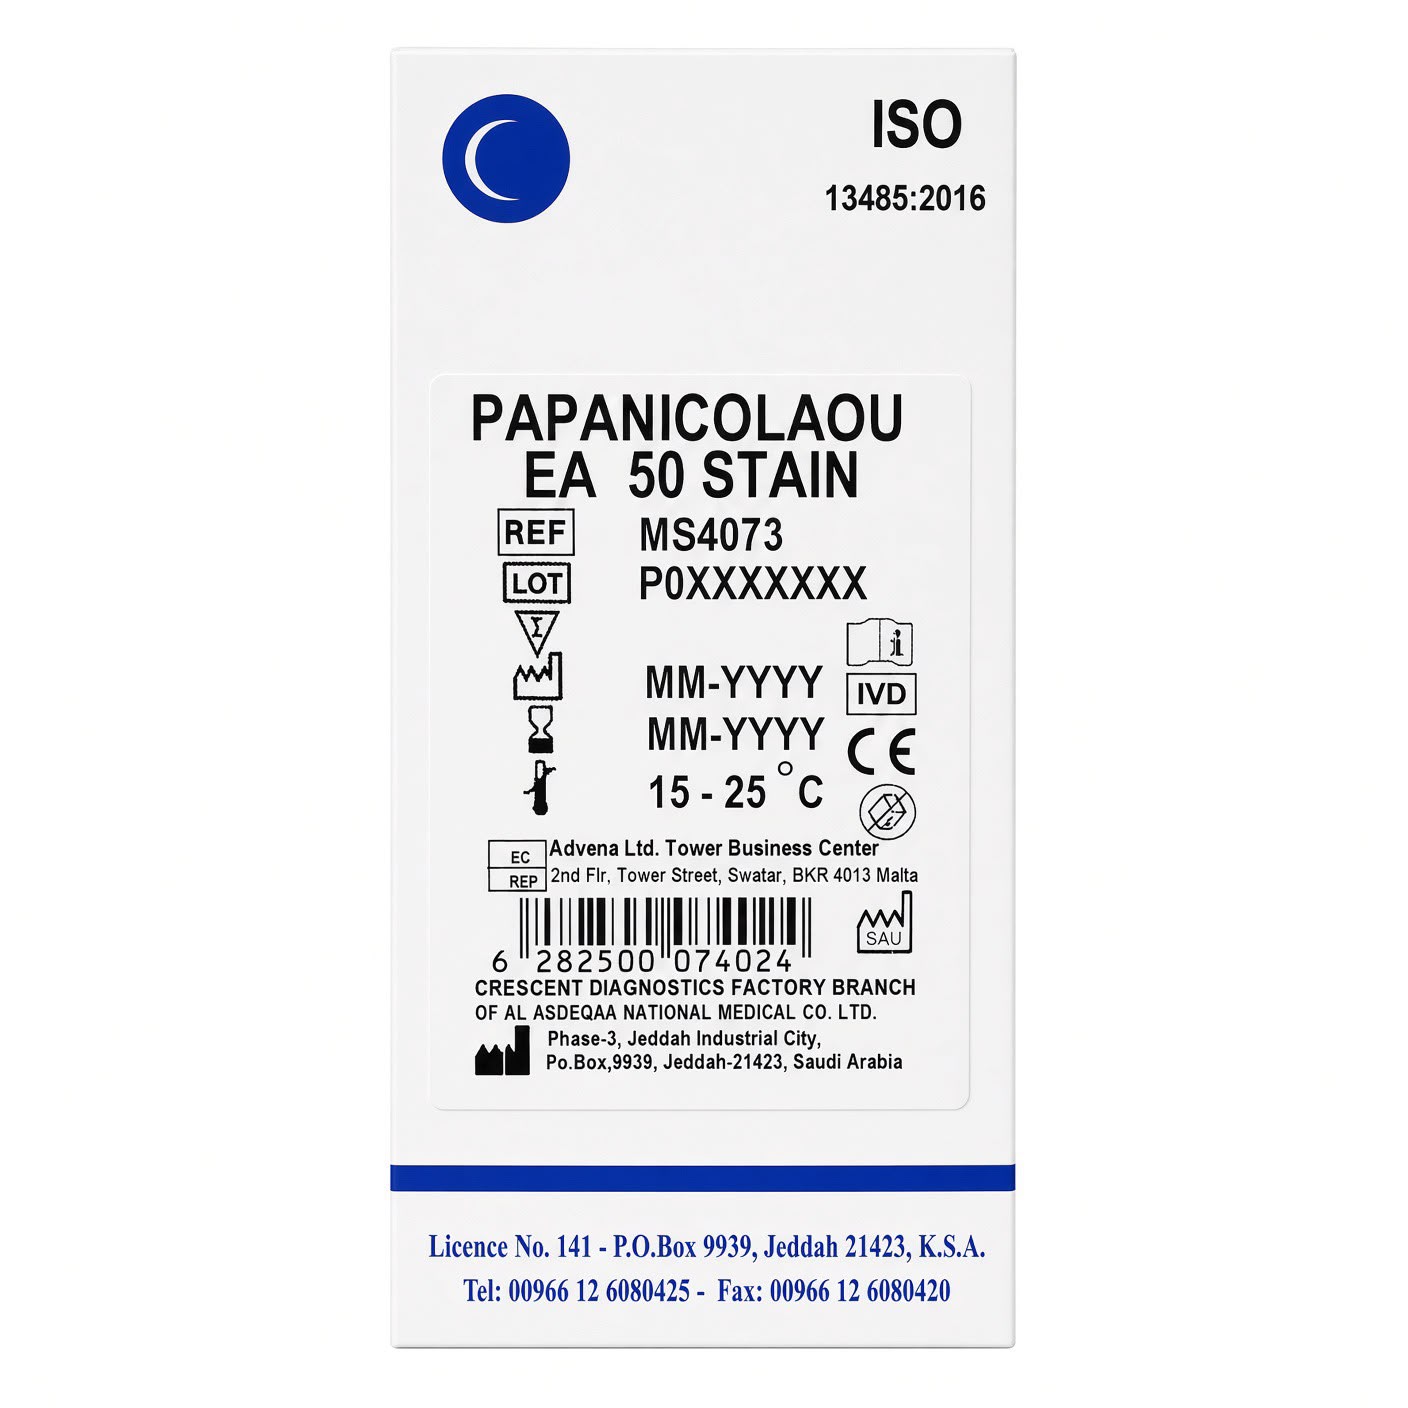 ISO
13485:2016
PAPANICOLAOU
EA 50 STAIN
REF MS4073
LOT P0XXXXXXX
Σ
i
MM-YYYY
IVD
MM-YYYY
CE
15 - 25 °C
EC REP
Advena Ltd. Tower Business Center
2nd Flr, Tower Street, Swatar, BKR 4013 Malta
SAU
6 282500 074024
CRESCENT DIAGNOSTICS FACTORY BRANCH
OF AL ASDEQAA NATIONAL MEDICAL CO. LTD.
Phase-3, Jeddah Industrial City,
Po.Box,9939, Jeddah-21423, Saudi Arabia
Licence No. 141 - P.O.Box 9939, Jeddah 21423, K.S.A.
Tel: 00966 12 6080425 - Fax: 00966 12 6080420